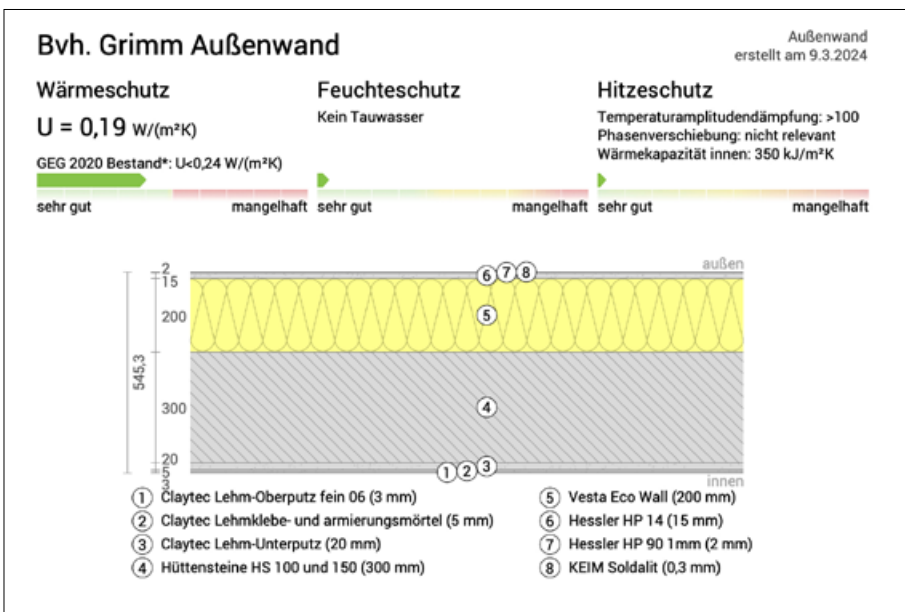 Bvh. Grimm Außenwand
Außenwand
erstellt am 9.3.2024
Wärmeschutz
U = 0,19 W/(m²K)
GEG 2020 Bestand*: U<0,24 W/(m²K)
sehr gut mangelhaft
Feuchteschutz
Kein Tauwasser
sehr gut mangelhaft
Hitzeschutz
Temperaturamplitudendämpfung: >100
Phasenverschiebung: nicht relevant
Wärmekapazität innen: 350 kJ/m²K
sehr gut mangelhaft
außen
2
15
200
545,3
300
20
5
3
6 7 8
5
4
1 2 3
innen
1 Claytec Lehm-Oberputz fein 06 (3 mm)
2 Claytec Lehmklebe- und armierungsmörtel (5 mm)
3 Claytec Lehm-Unterputz (20 mm)
4 Hüttensteine HS 100 und 150 (300 mm)
5 Vesta Eco Wall (200 mm)
6 Hessler HP 14 (15 mm)
7 Hessler HP 90 1mm (2 mm)
8 KEIM Soldalit (0,3 mm)